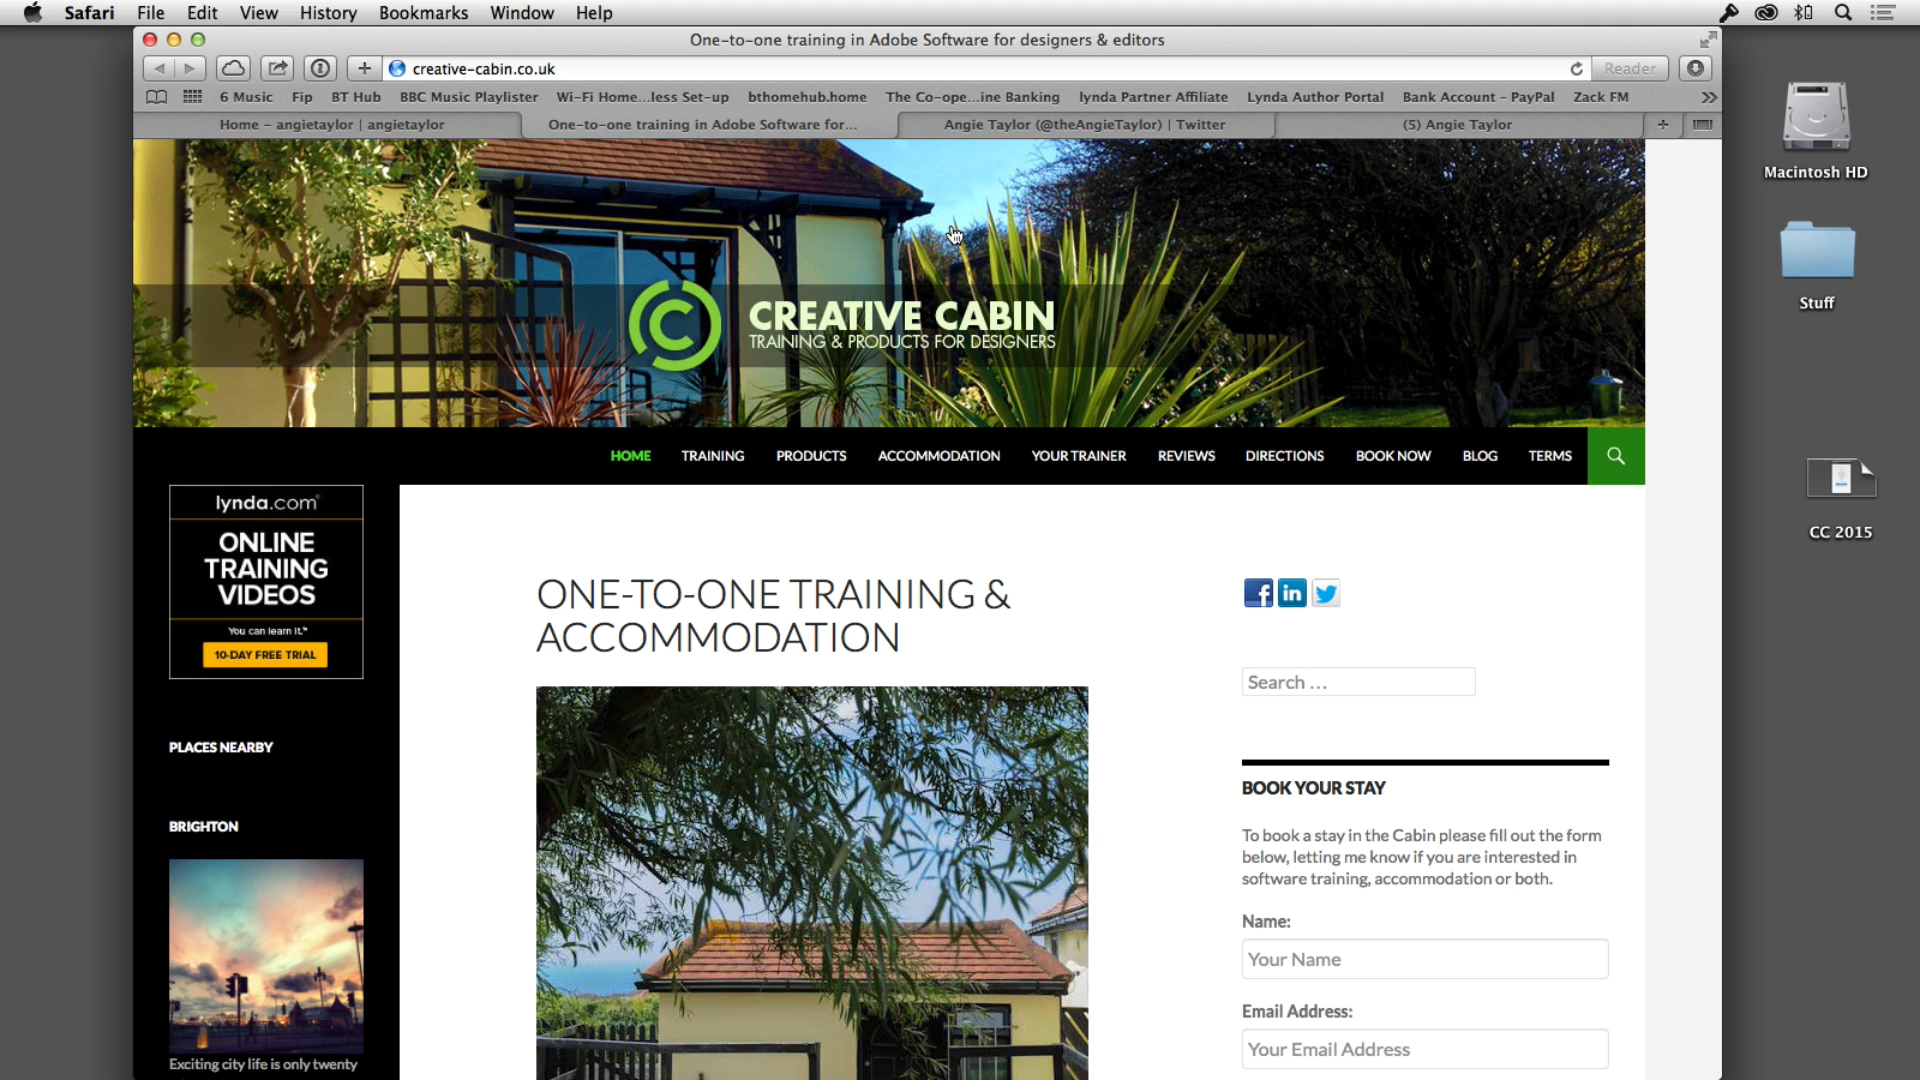 Safari File Edit View History Bookmarks Window Help
One-to-one training in Adobe Software for designers & editors
creative-cabin.co.uk
Reader
6 Music Fip BT Hub BBC Music Playlister Wi-Fi Home...less Set-up bthomehub.home The Co-ope...ine Banking lynda Partner Affiliate Lynda Author Portal Bank Account - PayPal Zack FM
Home - angietaylor | angietaylor
One-to-one training in Adobe Software for...
Angie Taylor (@theAngieTaylor) | Twitter
(5) Angie Taylor
Macintosh HD
Stuff
CC 2015
CREATIVE CABIN
TRAINING & PRODUCTS FOR DESIGNERS
HOME TRAINING PRODUCTS ACCOMMODATION YOUR TRAINER REVIEWS DIRECTIONS BOOK NOW BLOG TERMS
lynda.com
ONLINE
TRAINING
VIDEOS
You can learn it.™
10-DAY FREE TRIAL
PLACES NEARBY
BRIGHTON
Exciting city life is only twenty
ONE-TO-ONE TRAINING &
ACCOMMODATION
Search …
BOOK YOUR STAY
To book a stay in the Cabin please fill out the form
below, letting me know if you are interested in
software training, accommodation or both.
Name:
Your Name
Email Address:
Your Email Address